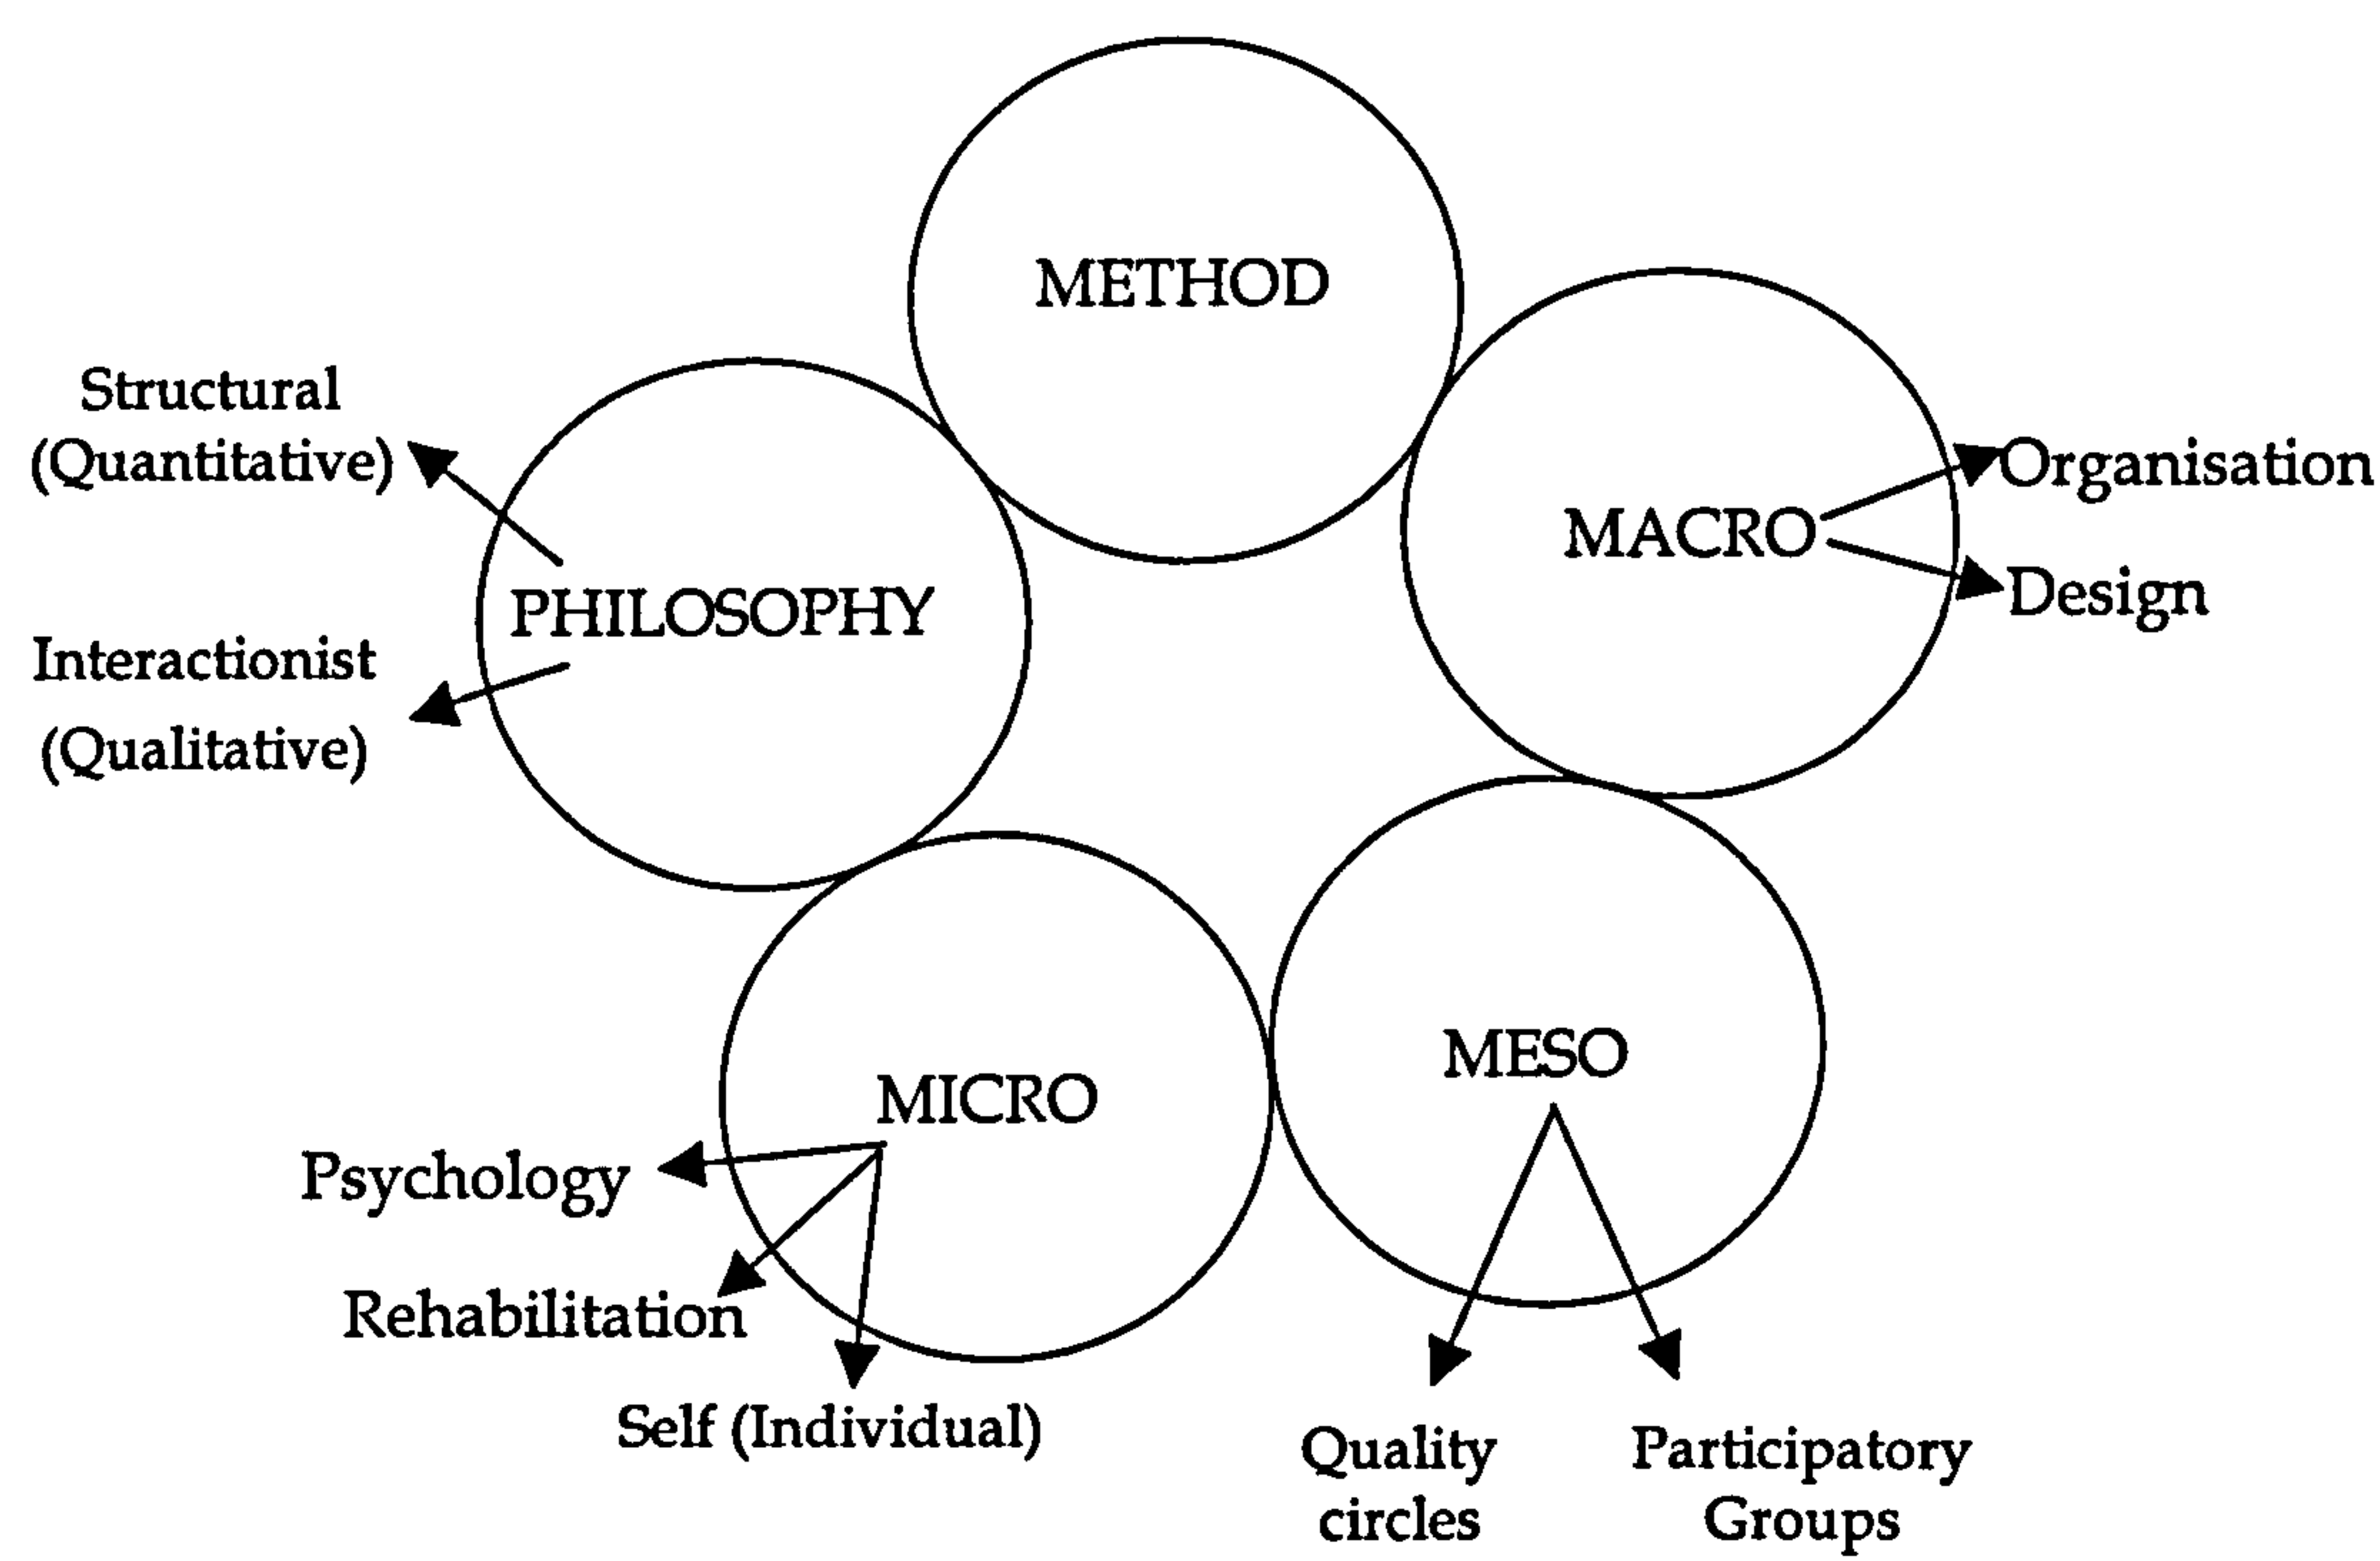 METHOD
Structural
(Quantitative)
Organisation
MACRO
Design
PHILOSOPHY
Interactionist
(Qualitative)
MESO
MICRO
Psychology
Rehabilitation
Self (Individual)
Quality
circles
Participatory
Groups